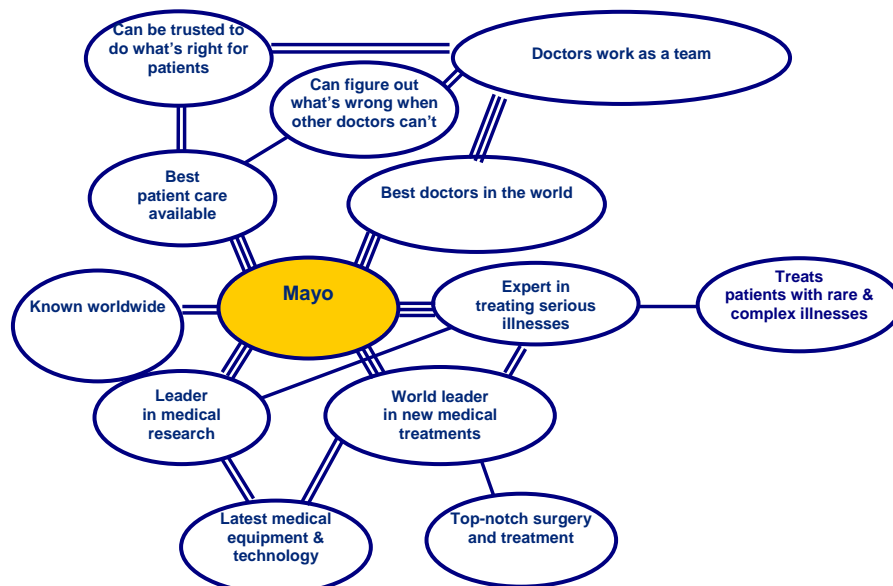 Can be trusted to
do what's right for
patients
Doctors work as a team
Can figure out
what's wrong when
other doctors can't
Best
patient care
available
Best doctors in the world
Mayo
Known worldwide
Expert in
treating serious
illnesses
Treats
patients with rare &
complex illnesses
Leader
in medical
research
World leader
in new medical
treatments
Latest medical
equipment &
technology
Top-notch surgery
and treatment